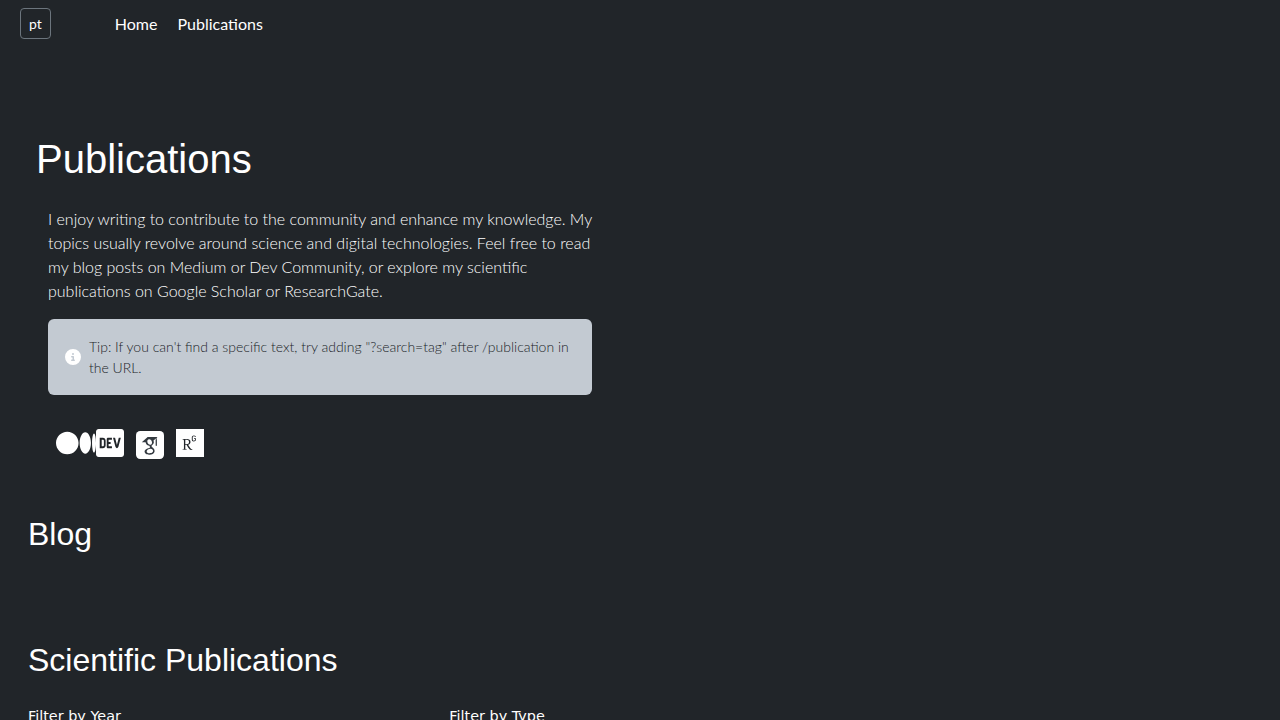 pt
Home
Publications
Publications
I enjoy writing to contribute to the community and enhance my knowledge. My
topics usually revolve around science and digital technologies. Feel free to read
my blog posts on Medium or Dev Community, or explore my scientific
publications on Google Scholar or ResearchGate.
Tip: If you can't find a specific text, try adding "?search=tag" after /publication in
the URL.
DEV
g
RG
Blog
Scientific Publications
Filter by Year
Filter by Type